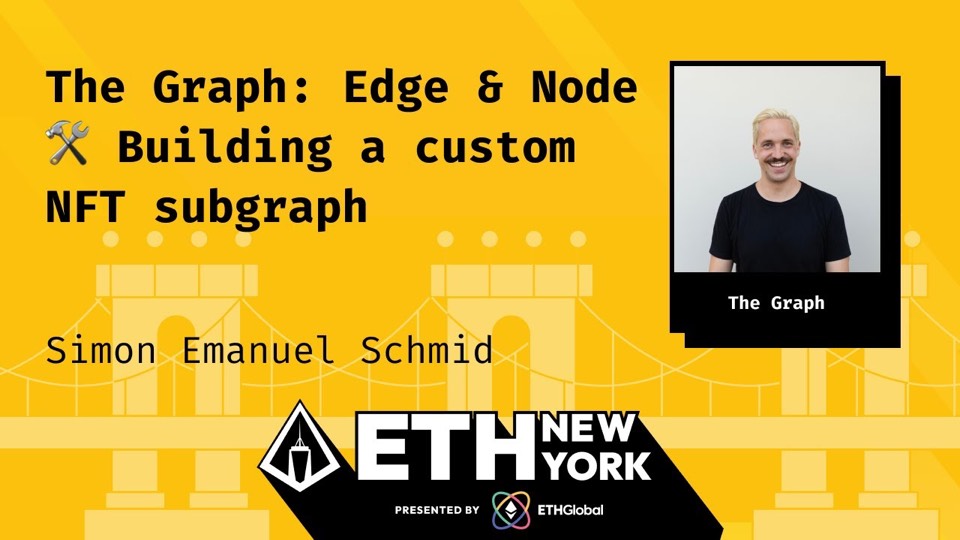 The Graph: Edge & Node
🛠 Building a custom
NFT subgraph
The Graph
Simon Emanuel Schmid
ETH NEW
YORK
PRESENTED BY ETHGlobal